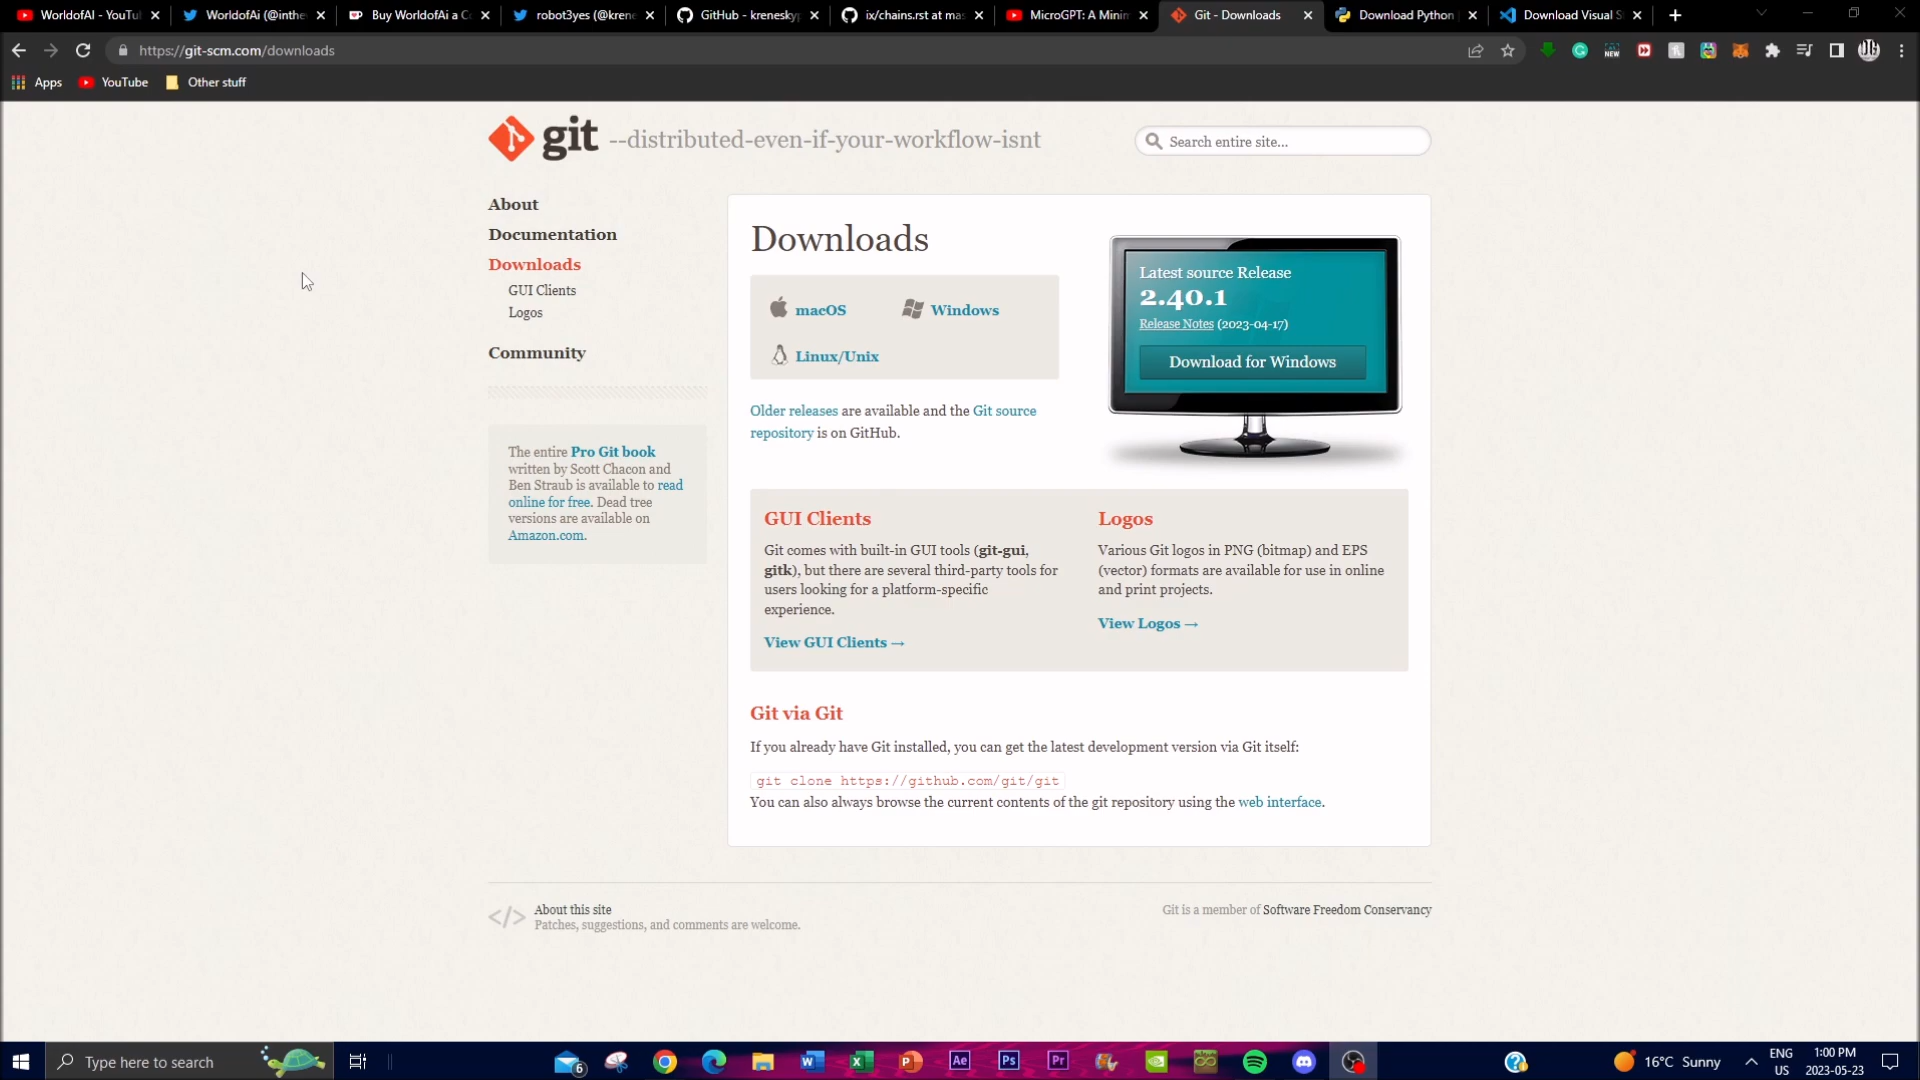 WorldofAI - YouTu
WorldofAi (@inthe
Buy WorldofAi a C
robot3yes (@krene
GitHub - kreneskyp
ix/chains.rst at ma
MicroGPT: A Minim
Git - Downloads
Download Python
Download Visual S
https://git-scm.com/downloads
Apps
YouTube
Other stuff
git --distributed-even-if-your-workflow-isnt
Search entire site...
About
Documentation
Downloads
GUI Clients
Logos
Community
The entire Pro Git book
written by Scott Chacon and
Ben Straub is available to read
online for free. Dead tree
versions are available on
Amazon.com.
Downloads
macOS
Windows
Linux/Unix
Older releases are available and the Git source
repository is on GitHub.
Latest source Release
2.40.1
Release Notes (2023-04-17)
Download for Windows
GUI Clients
Git comes with built-in GUI tools (git-gui,
gitk), but there are several third-party tools for
users looking for a platform-specific
experience.
View GUI Clients →
Logos
Various Git logos in PNG (bitmap) and EPS
(vector) formats are available for use in online
and print projects.
View Logos →
Git via Git
If you already have Git installed, you can get the latest development version via Git itself:
git clone https://github.com/git/git
You can also always browse the current contents of the git repository using the web interface.
</> About this site
Patches, suggestions, and comments are welcome.
Git is a member of Software Freedom Conservancy
Type here to search
6
Ae
Ps
Pr
16°C Sunny
ENG
US
1:00 PM
2023-05-23